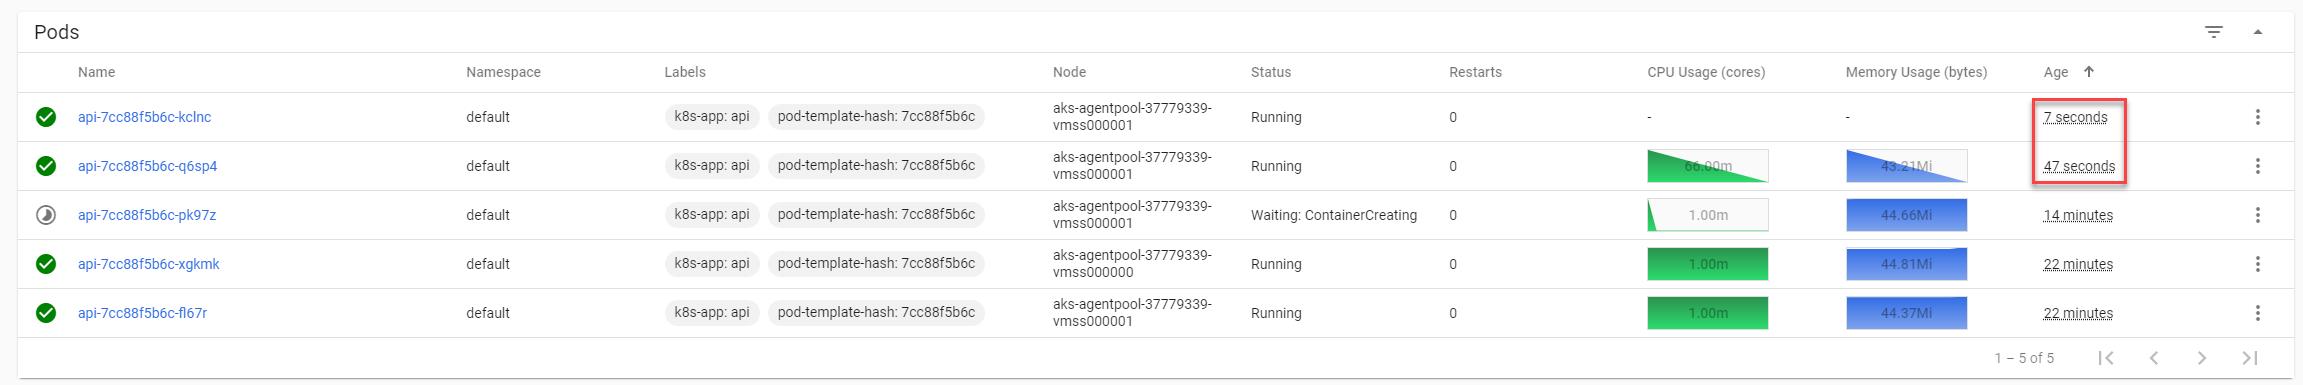 Pods
Name Namespace Labels Node Status Restarts CPU Usage (cores) Memory Usage (bytes) Age
api-7cc88f5b6c-kclnc default k8s-app: api pod-template-hash: 7cc88f5b6c aks-agentpool-37779339-vmss000001 Running 0 - - 7 seconds
api-7cc88f5b6c-q6sp4 default k8s-app: api pod-template-hash: 7cc88f5b6c aks-agentpool-37779339-vmss000001 Running 0 66.00m 43.21Mi 47 seconds
api-7cc88f5b6c-pk97z default k8s-app: api pod-template-hash: 7cc88f5b6c aks-agentpool-37779339-vmss000001 Waiting: ContainerCreating 0 1.00m 44.66Mi 14 minutes
api-7cc88f5b6c-xgkmk default k8s-app: api pod-template-hash: 7cc88f5b6c aks-agentpool-37779339-vmss000000 Running 0 1.00m 44.81Mi 22 minutes
api-7cc88f5b6c-fl67r default k8s-app: api pod-template-hash: 7cc88f5b6c aks-agentpool-37779339-vmss000001 Running 0 1.00m 44.37Mi 22 minutes
1 – 5 of 5